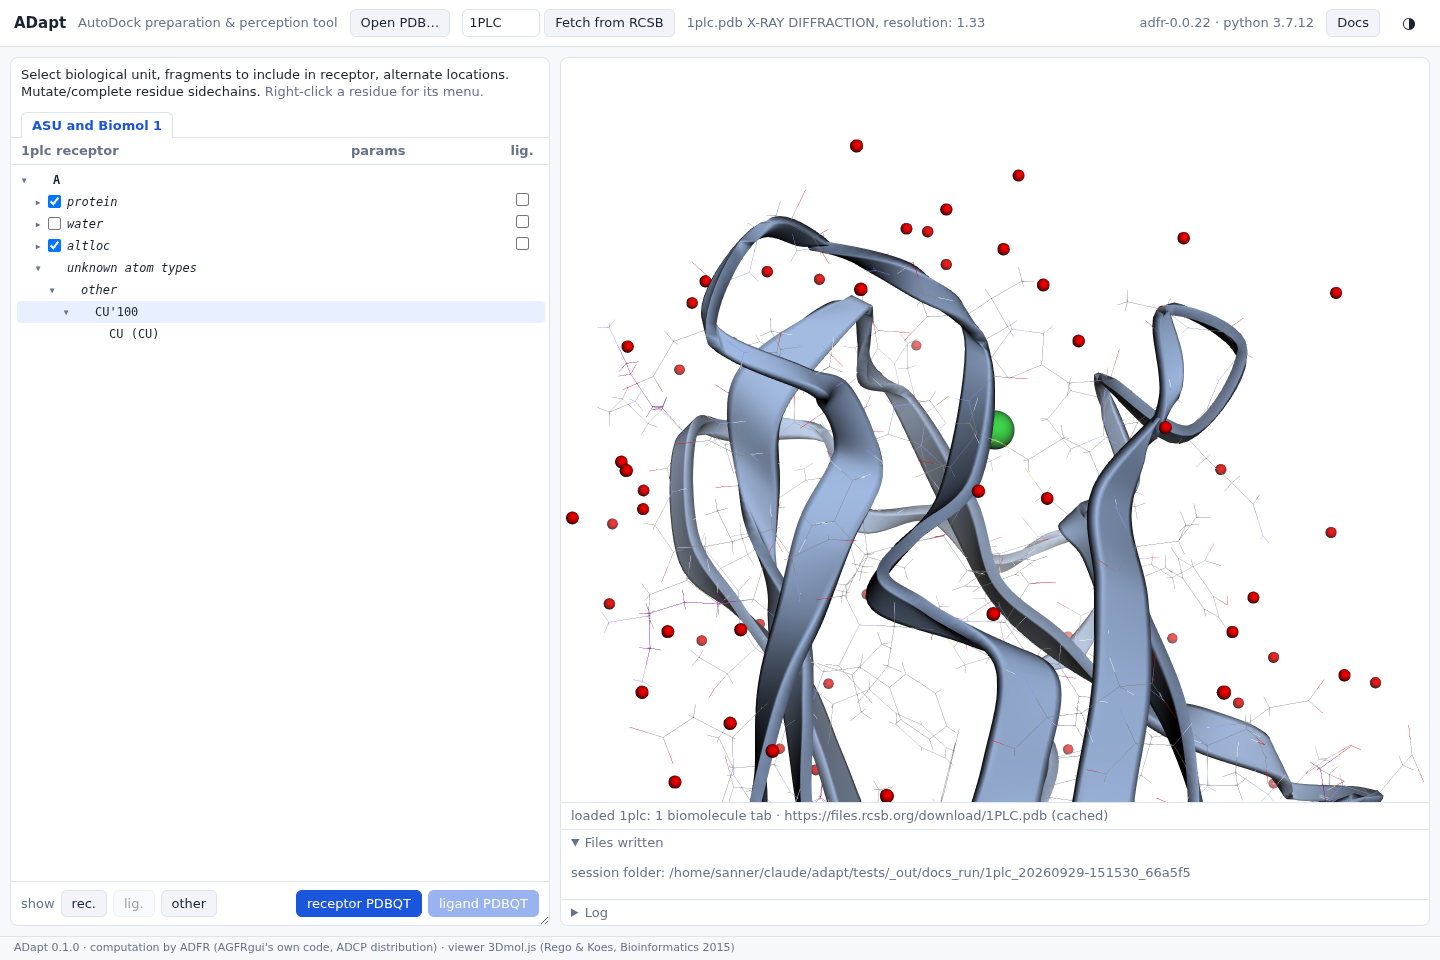 ADapt AutoDock preparation & perception tool Open PDB... 1PLC Fetch from RCSB 1plc.pdb X-RAY DIFFRACTION, resolution: 1.33 adfr-0.0.22 · python 3.7.12 Docs
Select biological unit, fragments to include in receptor, alternate locations.
Mutate/complete residue sidechains. Right-click a residue for its menu.
ASU and Biomol 1
1plc receptor params lig.
A
protein
water
altloc
unknown atom types
other
CU'100
CU (CU)
show rec. lig. other receptor PDBQT ligand PDBQT
loaded 1plc: 1 biomolecule tab · https://files.rcsb.org/download/1PLC.pdb (cached)
Files written
session folder: /home/sanner/claude/adapt/tests/_out/docs_run/1plc_20260929-151530_66a5f5
Log
ADapt 0.1.0 · computation by ADFR (AGFRgui's own code, ADCP distribution) · viewer 3Dmol.js (Rego & Koes, Bioinformatics 2015)